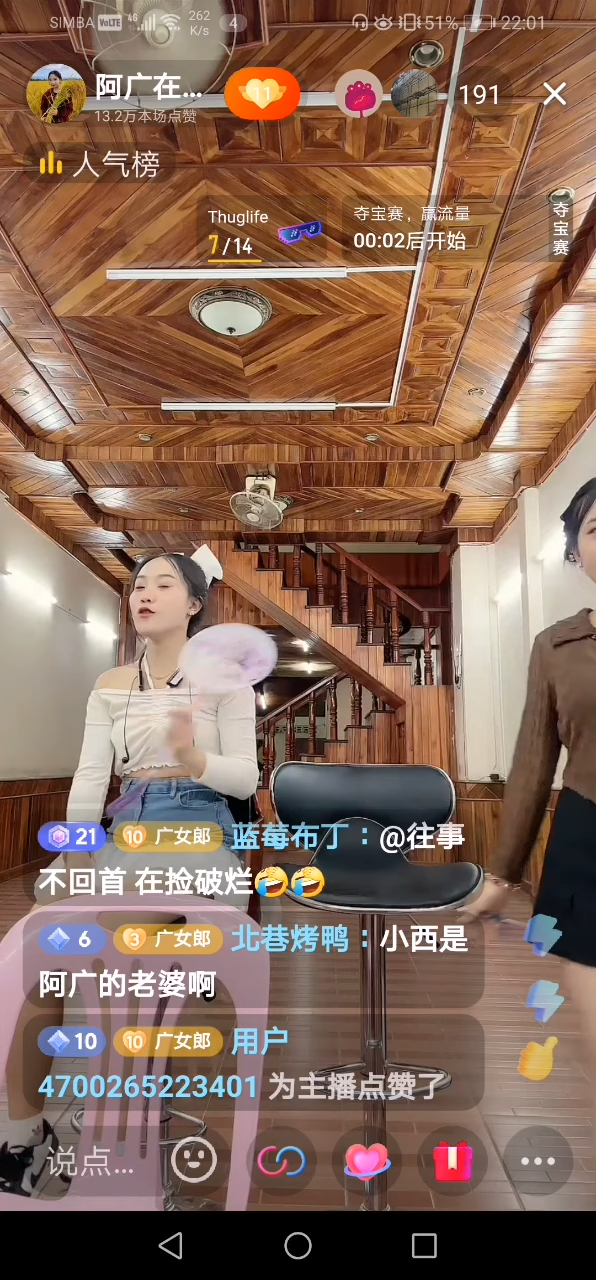 SIMBA VoLTE 4G 262 K/s 4 51% 22:01
阿广在... 11 191
13.2万本场点赞
人气榜
Thuglife
7/14
夺宝赛，赢流量
00:02后开始
夺宝赛
21 10 广女郎 蓝莓布丁：@往事
不回首 在捡破烂🤣🤣
6 3 广女郎 北巷烤鸭：小西是
阿广的老婆啊
10 10 广女郎 用户
4700265223401 为主播点赞了
说点...